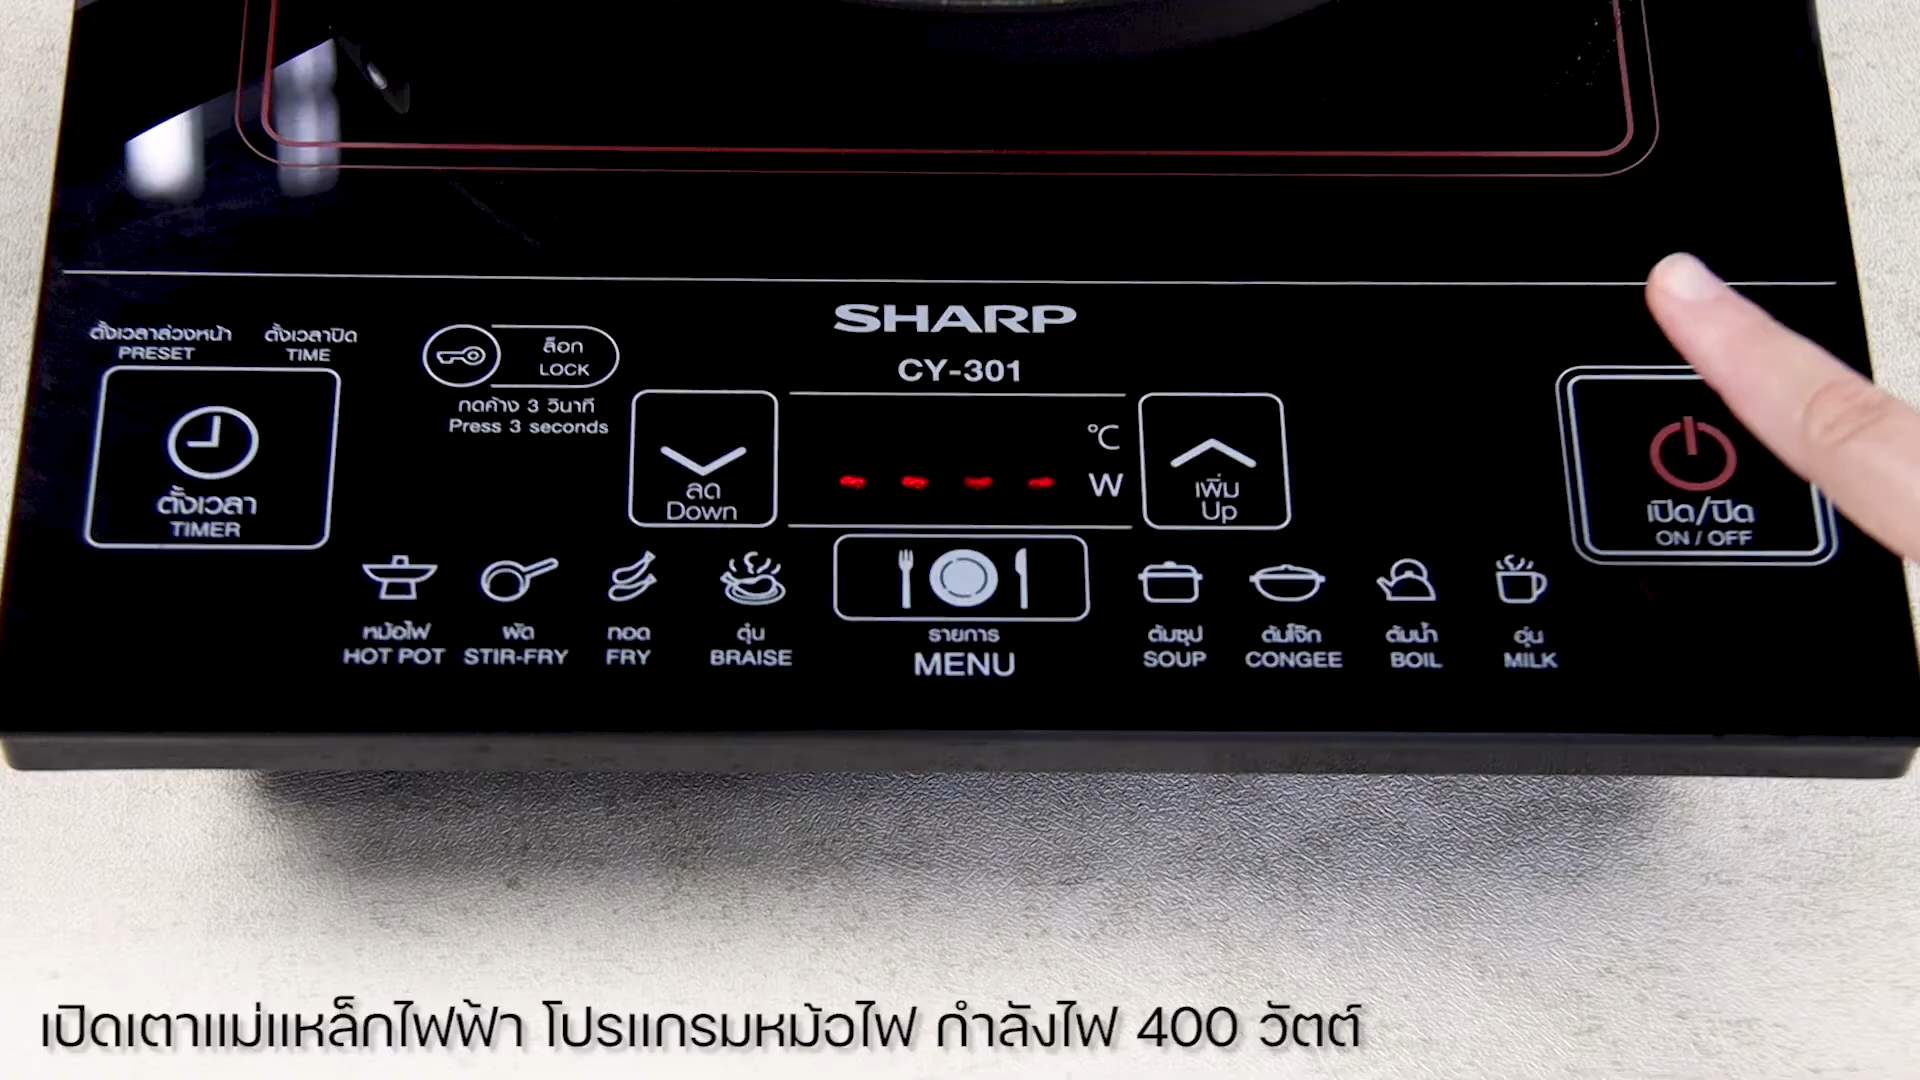 SHARP
CY-301
ตั้งเวลาล่วงหน้า
PRESET
ตั้งเวลาปิด
TIME
ล็อก
LOCK
กดค้าง 3 วินาที
Press 3 seconds
ตั้งเวลา
TIMER
ลด
Down
- - - -
°C
W
เพิ่ม
Up
เปิด/ปิด
ON / OFF
หม้อไฟ
HOT POT
ผัด
STIR-FRY
ทอด
FRY
ตุ๋น
BRAISE
รายการ
MENU
ต้มซุป
SOUP
ต้มโจ๊ก
CONGEE
ต้มน้ำ
BOIL
อุ่น
MILK
เปิดเตาแม่เหล็กไฟฟ้า โปรแกรมหม้อไฟ กำลังไฟ 400 วัตต์